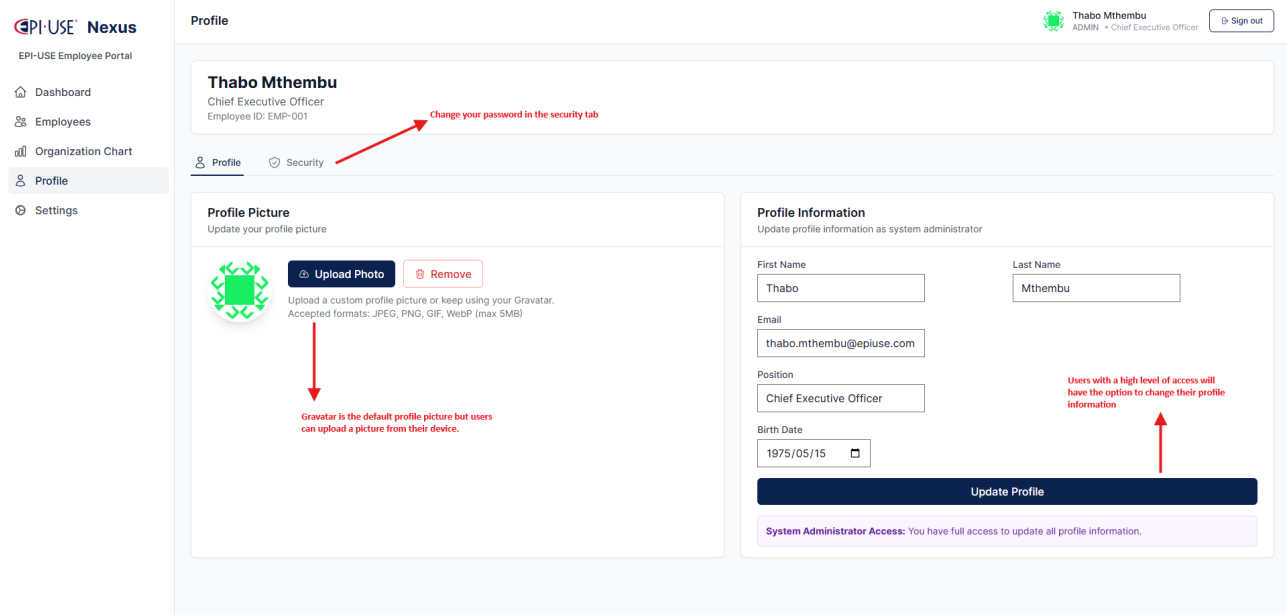 EPI·USE® Nexus
EPI-USE Employee Portal
Dashboard
Employees
Organization Chart
Profile
Settings
Profile
Thabo Mthembu
ADMIN • Chief Executive Officer
Sign out
Thabo Mthembu
Chief Executive Officer
Employee ID: EMP-001
Change your password in the security tab
Profile
Security
Profile Picture
Update your profile picture
Upload Photo
Remove
Upload a custom profile picture or keep using your Gravatar.
Accepted formats: JPEG, PNG, GIF, WebP (max 5MB)
Gravatar is the default profile picture but users
can upload a picture from their device.
Profile Information
Update profile information as system administrator
First Name
Last Name
Thabo
Mthembu
Email
thabo.mthembu@epiuse.com
Position
Chief Executive Officer
Users with a high level of access will
have the option to change their profile
information
Birth Date
1975/05/15
Update Profile
System Administrator Access: You have full access to update all profile information.